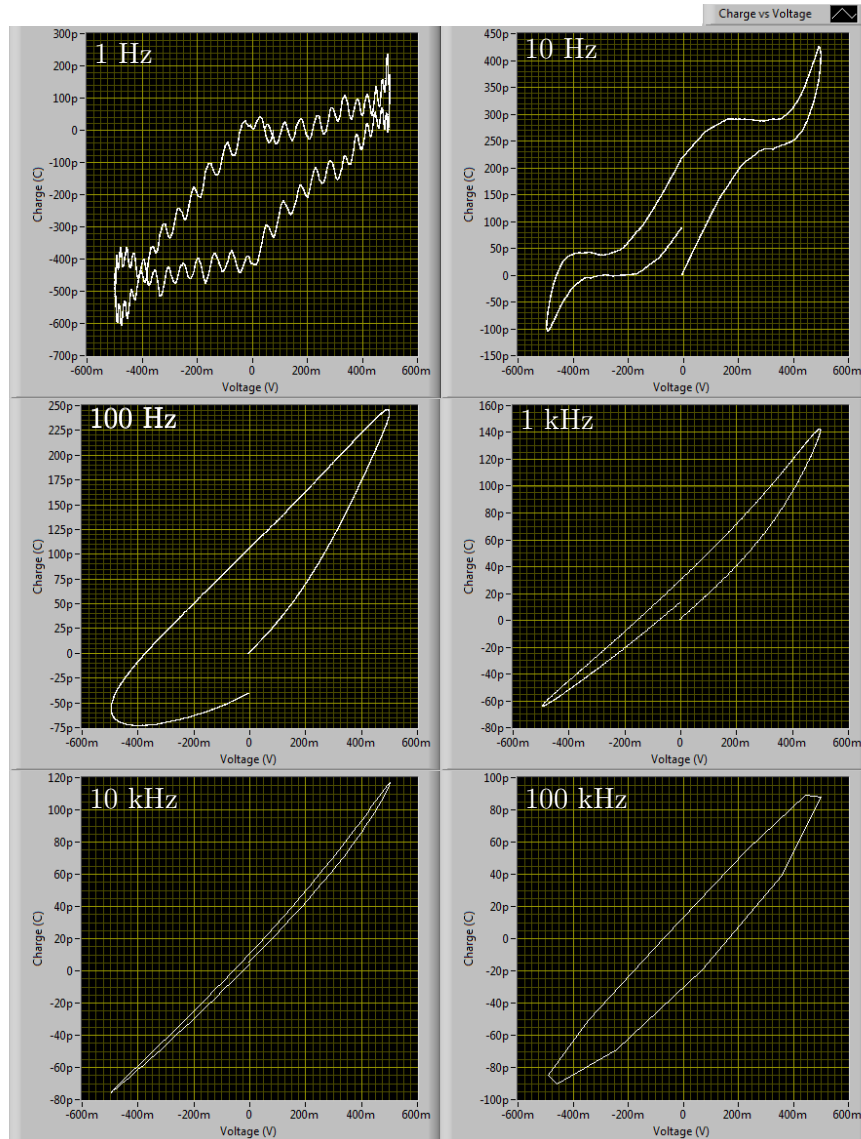 Charge vs Voltage
1 Hz
300p
200p
100p
0
-100p
-200p
-300p
-400p
-500p
-600p
-700p
Charge (C)
-600m -400m -200m 0 200m 400m 600m
Voltage (V)
10 Hz
450p
400p
350p
300p
250p
200p
150p
100p
50p
0
-50p
-100p
-150p
Charge (C)
-600m -400m -200m 0 200m 400m 600m
Voltage (V)
100 Hz
250p
225p
200p
175p
150p
125p
100p
75p
50p
25p
0
-25p
-50p
-75p
Charge (C)
-600m -400m -200m 0 200m 400m 600m
Voltage (V)
1 kHz
160p
140p
120p
100p
80p
60p
40p
20p
0
-20p
-40p
-60p
-80p
Charge (C)
-600m -400m -200m 0 200m 400m 600m
Voltage (V)
10 kHz
120p
100p
80p
60p
40p
20p
0
-20p
-40p
-60p
-80p
Charge (C)
-600m -400m -200m 0 200m 400m 600m
Voltage (V)
100 kHz
100p
80p
60p
40p
20p
0
-20p
-40p
-60p
-80p
-100p
Charge (C)
-600m -400m -200m 0 200m 400m 600m
Voltage (V)